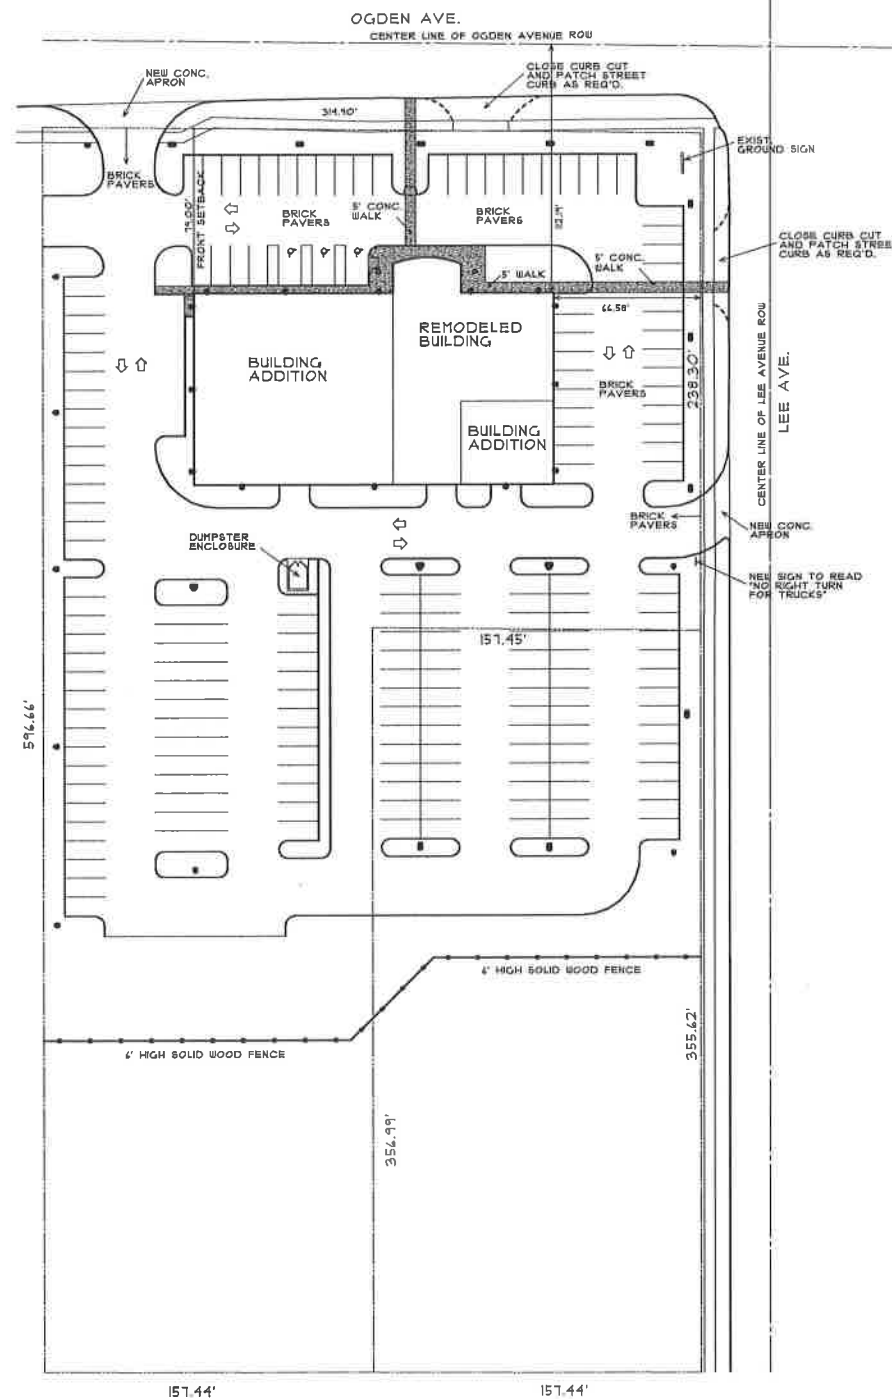 OGDEN AVE.
CENTER LINE OF OGDEN AVENUE ROW
NEW CONC.
APRON
CLOSE CURB CUT
AND PATCH STREET
CURB AS REQ'D.
314.90'
EXIST.
GROUND SIGN
BRICK
PAVERS
75.00'
FRONT SETBACK
BRICK
PAVERS
5' CONC.
WALK
BRICK
PAVERS
CLOSE CURB CUT
AND PATCH STREET
CURB AS REQ'D.
5' CONC.
WALK
5' WALK
66.58'
REMODELED
BUILDING
BUILDING
ADDITION
BRICK
PAVERS
238.30'
CENTER LINE OF LEE AVENUE ROW
LEE AVE.
BUILDING
ADDITION
BRICK
PAVERS
NEW CONC.
APRON
DUMPSTER
ENCLOSURE
NEW SIGN TO READ
"NO RIGHT TURN
FOR TRUCKS"
157.45'
596.66'
6' HIGH SOLID WOOD FENCE
6' HIGH SOLID WOOD FENCE
355.62'
356.99'
157.44'
157.44'